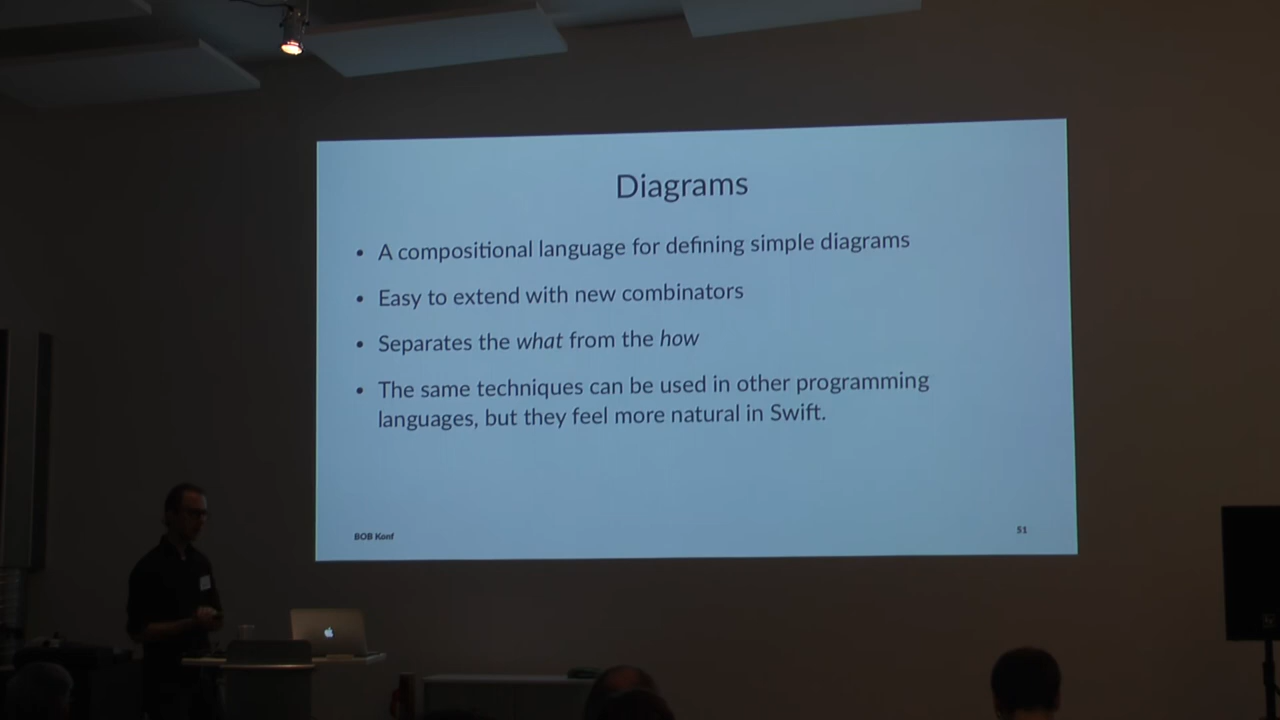 Diagrams
• A compositional language for defining simple diagrams
• Easy to extend with new combinators
• Separates the what from the how
• The same techniques can be used in other programming
languages, but they feel more natural in Swift.
BOB Konf
51